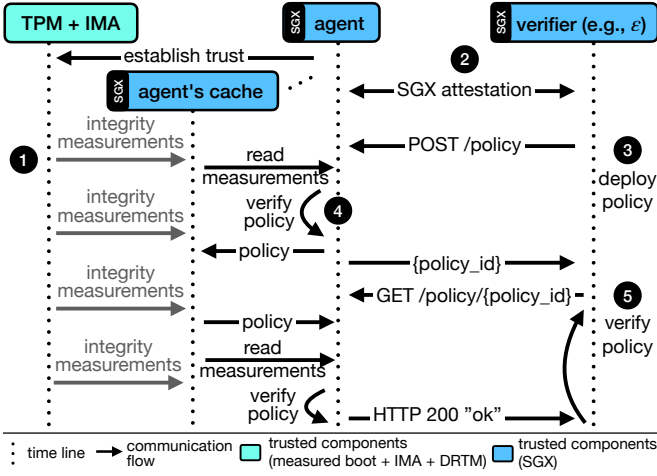 TPM + IMA
SGX
agent
SGX
verifier (e.g., ε)
establish trust
2
SGX
agent's cache
SGX attestation
integrity
measurements
1
POST /policy
3
read
measurements
deploy
policy
integrity
measurements
verify
policy
4
policy
{policy_id}
integrity
measurements
GET /policy/{policy_id}
5
policy
verify
policy
integrity
measurements
read
measurements
verify
policy
HTTP 200 "ok"
time line
communication
flow
trusted components
(measured boot + IMA + DRTM)
trusted components
(SGX)